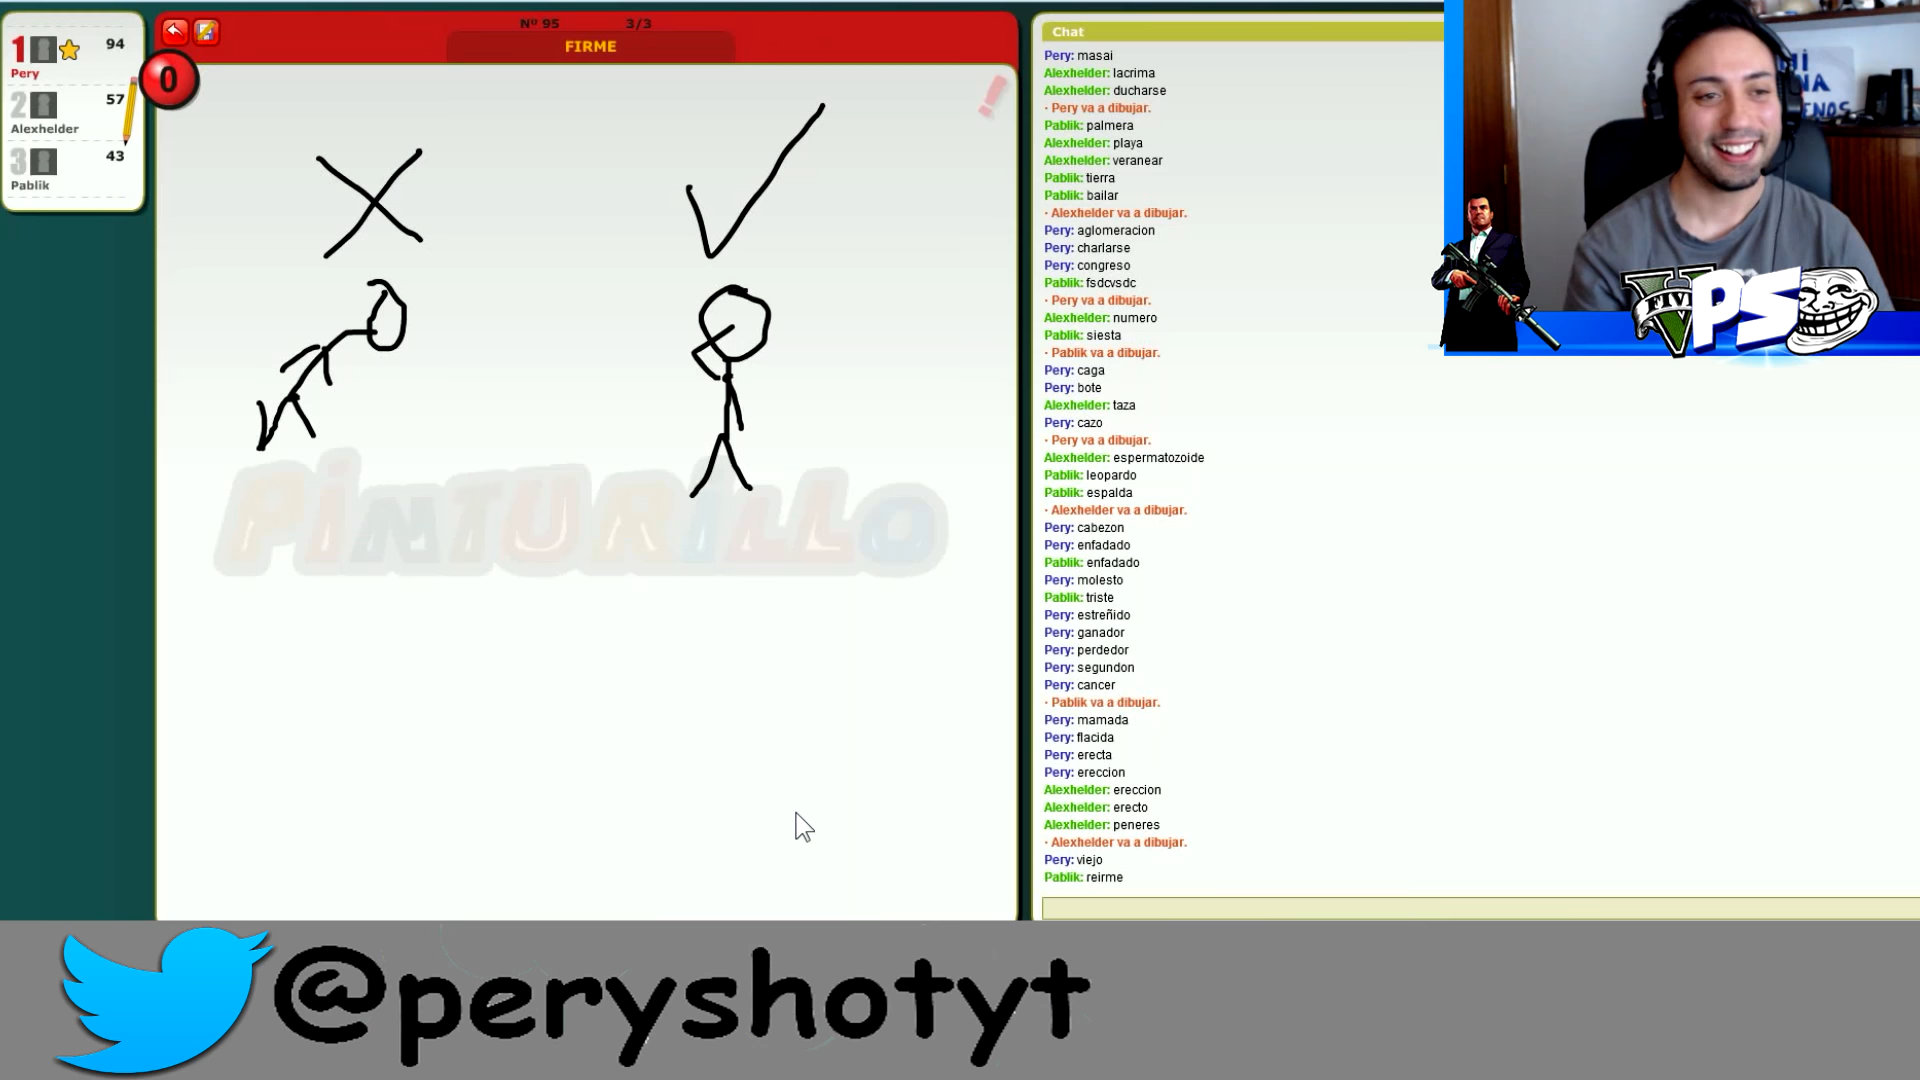 1
94
Pery
2
57
Alexhelder
3
43
Pablik
0
Nº 95
3/3
FIRME
PINTURILLO
Chat
Pery: masai
Alexhelder: lacrima
Alexhelder: ducharse
· Pery va a dibujar.
Pablik: palmera
Alexhelder: playa
Alexhelder: veranear
Pablik: tierra
Pablik: bailar
· Alexhelder va a dibujar.
Pery: aglomeracion
Pery: charlarse
Pery: congreso
Pablik: fsdcvsdc
· Pery va a dibujar.
Alexhelder: numero
Pablik: siesta
· Pablik va a dibujar.
Pery: caga
Pery: bote
Alexhelder: taza
Pery: cazo
· Pery va a dibujar.
Alexhelder: espermatozoide
Pablik: leopardo
Pablik: espalda
· Alexhelder va a dibujar.
Pery: cabezon
Pery: enfadado
Pablik: enfadado
Pery: molesto
Pablik: triste
Pery: estreñido
Pery: ganador
Pery: perdedor
Pery: segundon
Pery: cancer
· Pablik va a dibujar.
Pery: mamada
Pery: flacida
Pery: erecta
Pery: ereccion
Alexhelder: ereccion
Alexhelder: erecto
Alexhelder: peneres
· Alexhelder va a dibujar.
Pery: viejo
Pablik: reirme
V
FIVE
PS
@peryshotyt